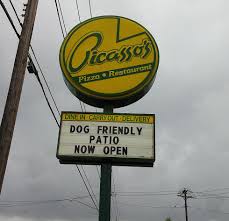 Picasso's
Pizza • Restaurant
DINE IN CARRY OUT DELIVERY
DOG FRIENDLY
PATIO
NOW OPEN